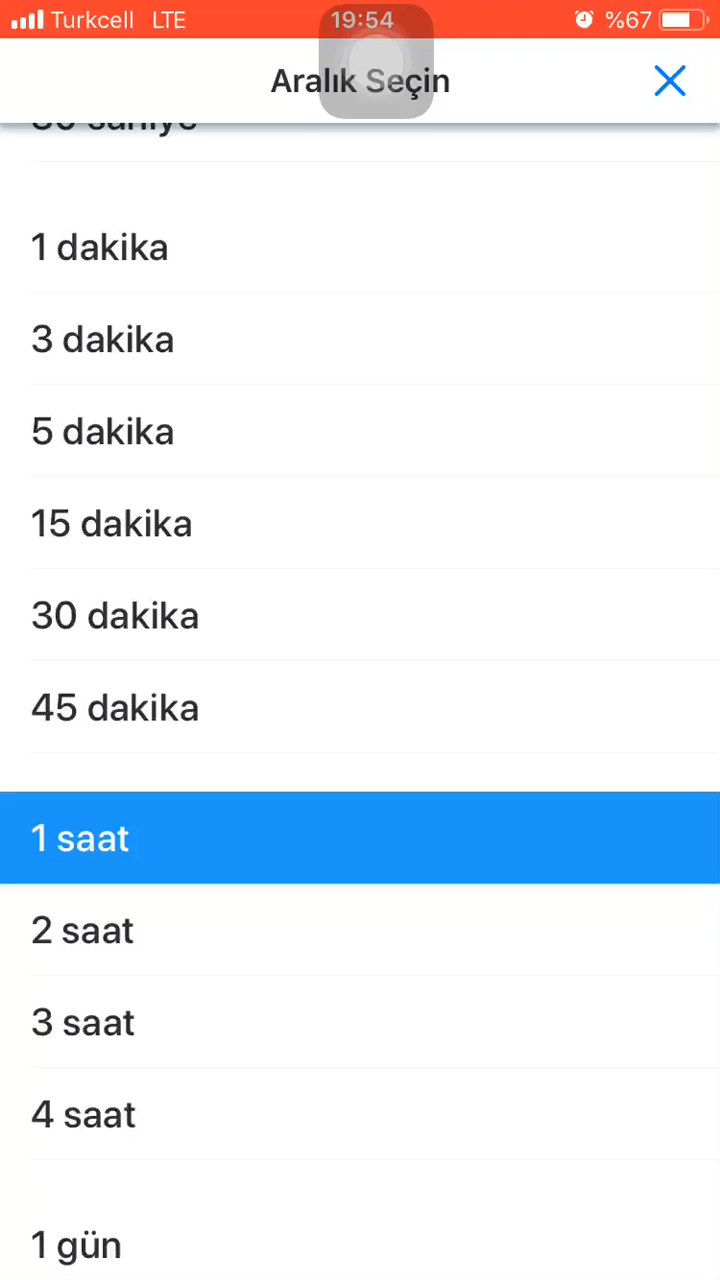 Turkcell LTE 19:54 %67
Aralık Seçin
1 dakika
3 dakika
5 dakika
15 dakika
30 dakika
45 dakika
1 saat
2 saat
3 saat
4 saat
1 gün